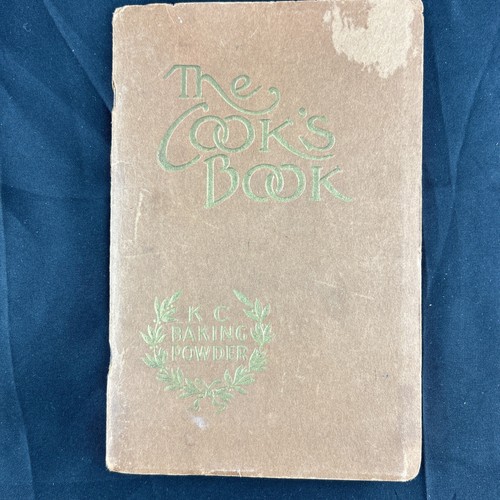 The
Cook's
Book
K C
BAKING
POWDER